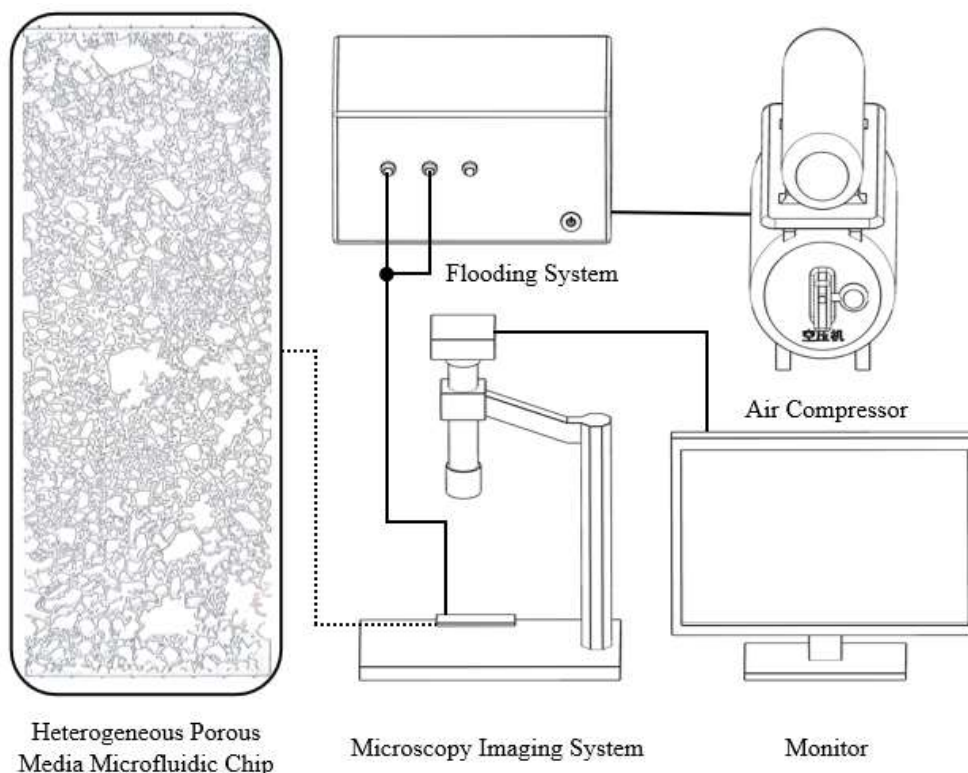 Flooding System
空压机
Air Compressor
Heterogeneous Porous
Media Microfluidic Chip
Microscopy Imaging System
Monitor